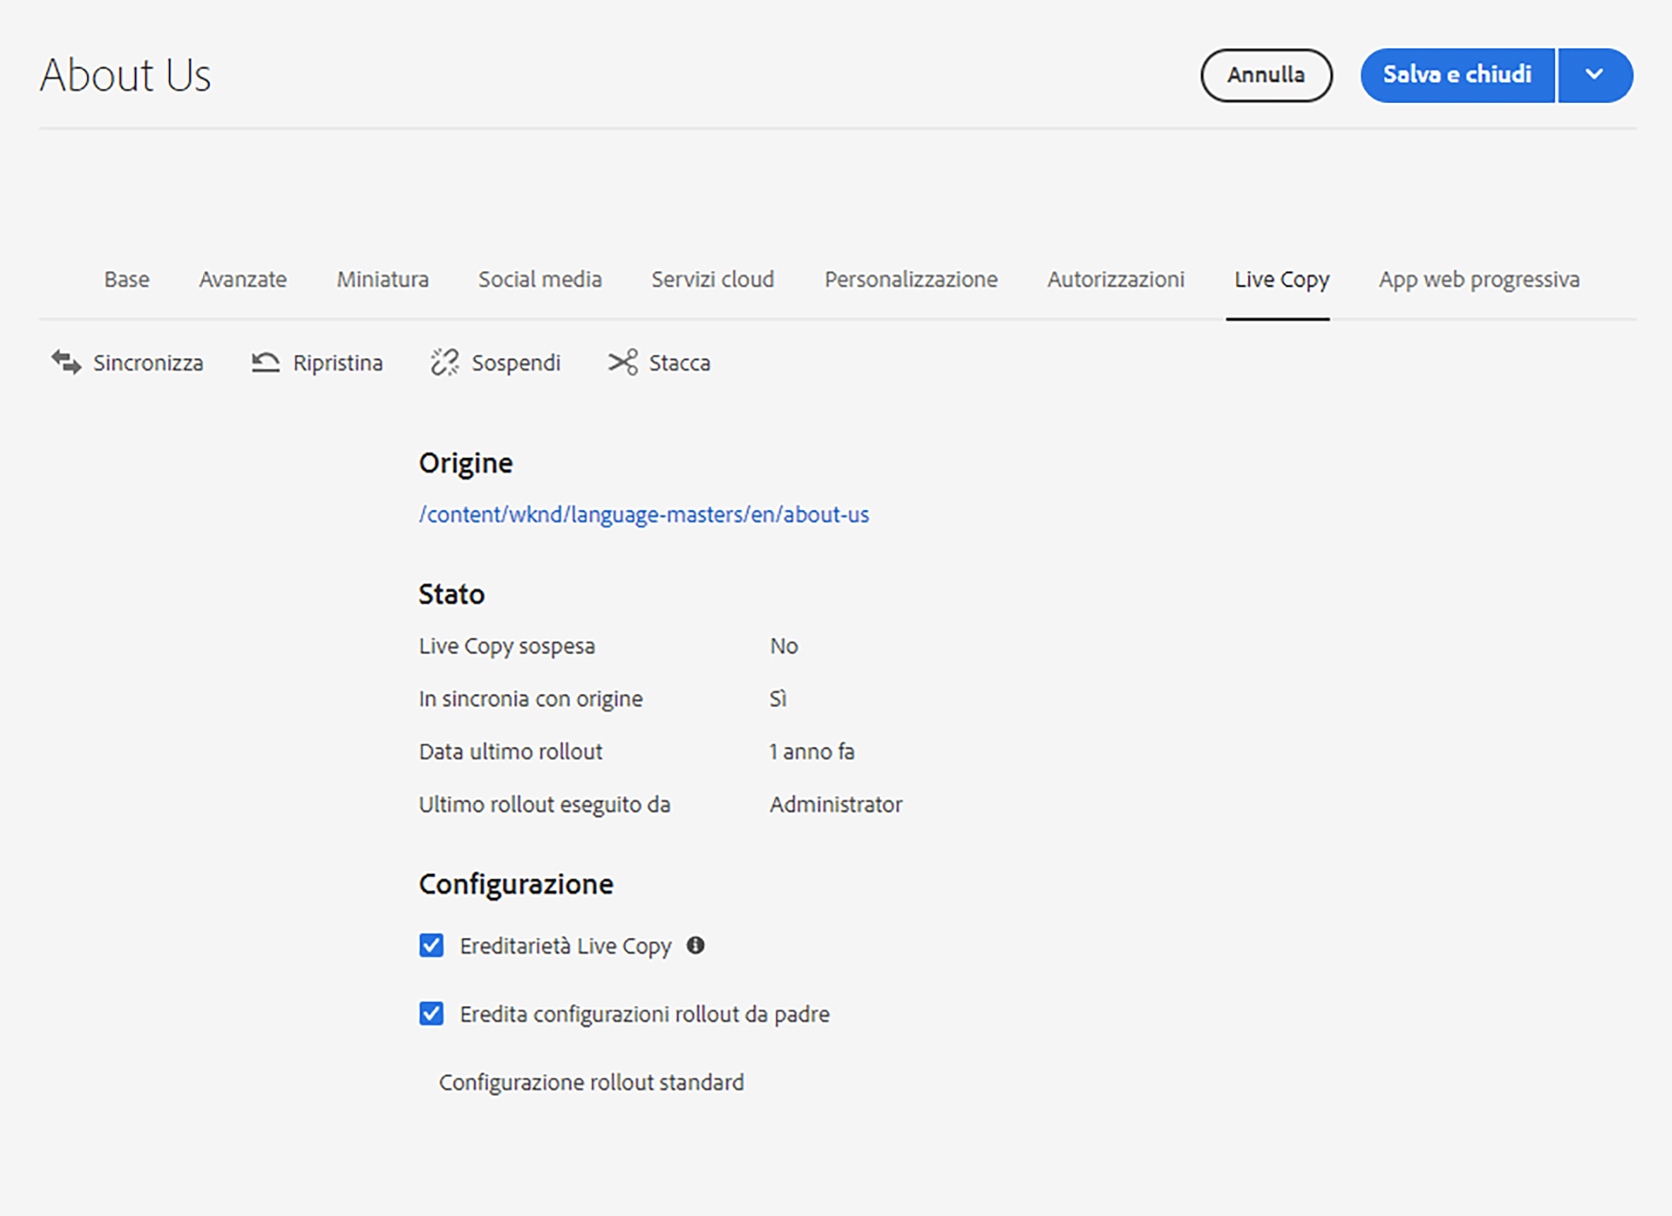 About Us
Annulla
Salva e chiudi
Base Avanzate Miniatura Social media Servizi cloud Personalizzazione Autorizzazioni Live Copy App web progressiva
Sincronizza Ripristina Sospendi Stacca
Origine
/content/wknd/language-masters/en/about-us
Stato
Live Copy sospesa No
In sincronia con origine Sì
Data ultimo rollout 1 anno fa
Ultimo rollout eseguito da Administrator
Configurazione
Ereditarietà Live Copy
Eredita configurazioni rollout da padre
Configurazione rollout standard